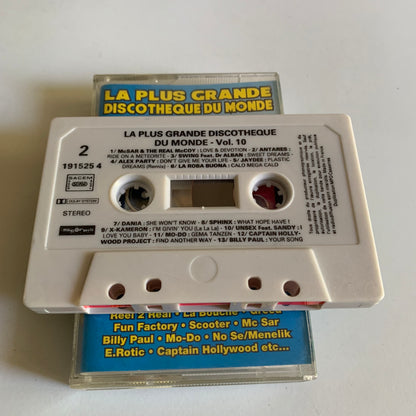 LA PLUS GRANDE
DISCOTHEQUE DU MONDE
LA PLUS GRANDE DISCOTHEQUE
DU MONDE - Vol. 10
2
191525 4
1/ McSAR & THE REAL McCOY : LOVE & DEVOTION - 2/ ANTARES :
RIDE ON A METEORITE - 3/ SWING Feat. Dr ALBAN : SWEET DREAMS -
4/ ALEX PARTY : DON'T GIVE ME YOUR LIFE - 5/ JAYDEE : PLASTIC
DREAMS (Remix) - 6/ LA ROBA BUONA : CALO MEGA CALO
SACEM
DOLBY SYSTEM
STEREO
7/ DANIA : SHE WON'T KNOW - 8/ SPHINX : WHAT HOPE HAVE I
9/ X-KAMERON : I'M GIVIN' YOU (La La La) - 10/ UNSEX Feat. SANDY : I
LOVE YOU BABY - 11/ MO-DO : GEMA TANZEN - 12/ CAPTAIN HOLLY-
WOOD PROJECT : FIND ANOTHER WAY - 13/ BILLY PAUL : YOUR SONG
Reel 2 Real • La Bouche • Greed
Fun Factory • Scooter • Mc Sar
Billy Paul • Mo-Do • No Se/Menelik
E.Rotic • Captain Hollywood etc...